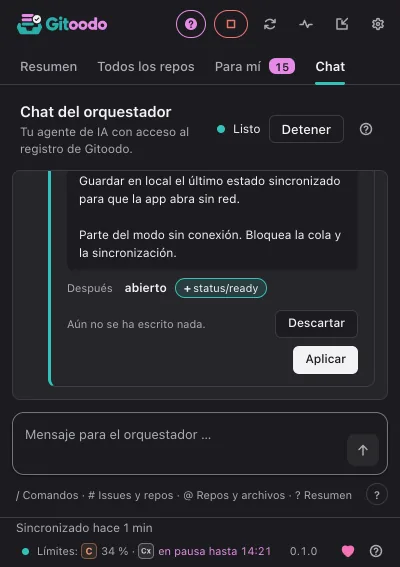 Gitoodo
Resumen Todos los repos Para mí 15 Chat
Chat del orquestador
Tu agente de IA con acceso al
registro de Gitoodo.
Listo Detener ?
Guardar en local el último estado sincronizado
para que la app abra sin red.
Parte del modo sin conexión. Bloquea la cola y
la sincronización.
Después abierto + status/ready
Aún no se ha escrito nada. Descartar
Aplicar
Mensaje para el orquestador ...
/ Comandos · # Issues y repos · @ Repos y archivos · ? Resumen ?
Sincronizado hace 1 min
Límites: C 34 % · Cx en pausa hasta 14:21 0.1.0 ?